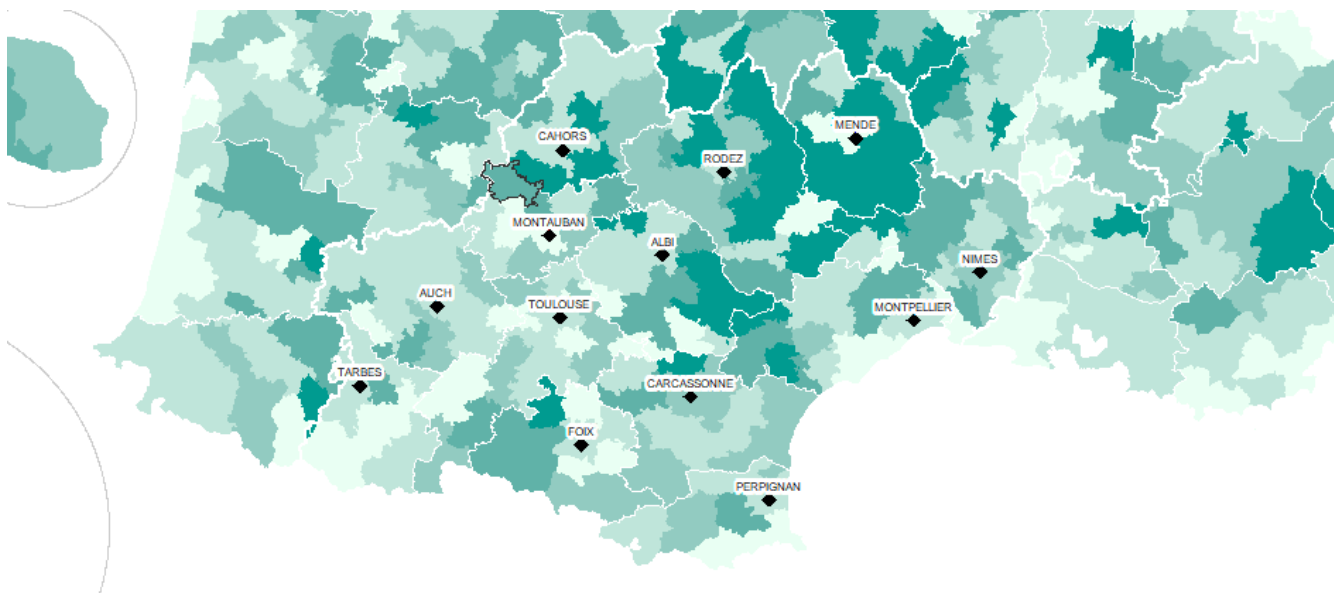 MENDE
CAHORS
RODEZ
MONTAUBAN
ALBI
NIMES
AUCH
TOULOUSE
MONTPELLIER
TARBES
CARCASSONNE
FOIX
PERPIGNAN